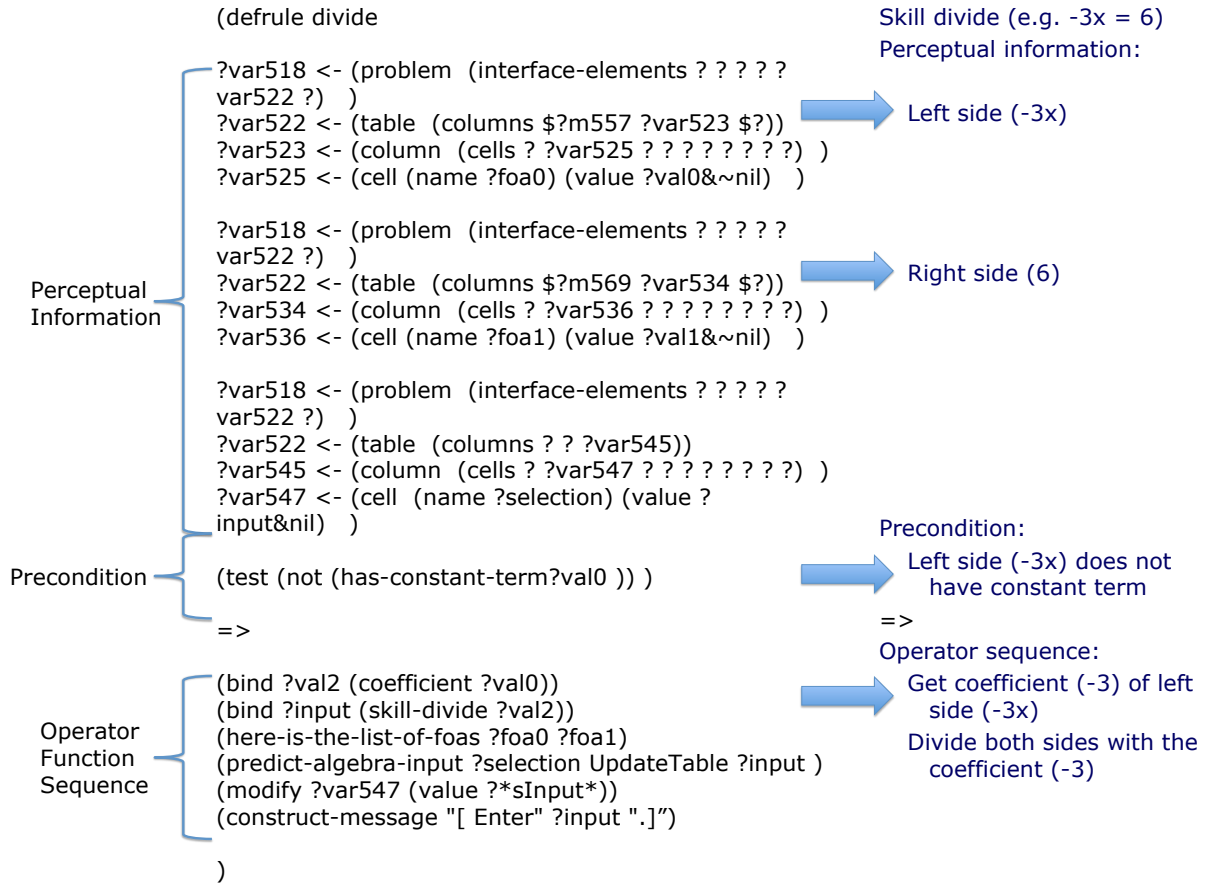 (defrule divide
?var518 <- (problem (interface-elements ? ? ? ? ?
var522 ?) )
?var522 <- (table (columns $?m557 ?var523 $?))
?var523 <- (column (cells ? ?var525 ? ? ? ? ? ? ? ?) )
?var525 <- (cell (name ?foa0) (value ?val0&~nil) )
?var518 <- (problem (interface-elements ? ? ? ? ?
var522 ?) )
?var522 <- (table (columns $?m569 ?var534 $?))
?var534 <- (column (cells ? ?var536 ? ? ? ? ? ? ? ?) )
?var536 <- (cell (name ?foa1) (value ?val1&~nil) )
?var518 <- (problem (interface-elements ? ? ? ? ?
var522 ?) )
?var522 <- (table (columns ? ? ?var545))
?var545 <- (column (cells ? ?var547 ? ? ? ? ? ? ? ?) )
?var547 <- (cell (name ?selection) (value ?
input&nil) )
(test (not (has-constant-term?val0 )) )
=>
(bind ?val2 (coefficient ?val0))
(bind ?input (skill-divide ?val2))
(here-is-the-list-of-foas ?foa0 ?foa1)
(predict-algebra-input ?selection UpdateTable ?input )
(modify ?var547 (value ?*sInput*))
(construct-message "[ Enter" ?input ".]”)
)
Perceptual
Information
Precondition
Operator
Function
Sequence
Skill divide (e.g. -3x = 6)
Perceptual information:
Left side (-3x)
Right side (6)
Precondition:
Left side (-3x) does not
have constant term
=>
Operator sequence:
Get coefficient (-3) of left
side (-3x)
Divide both sides with the
coefficient (-3)